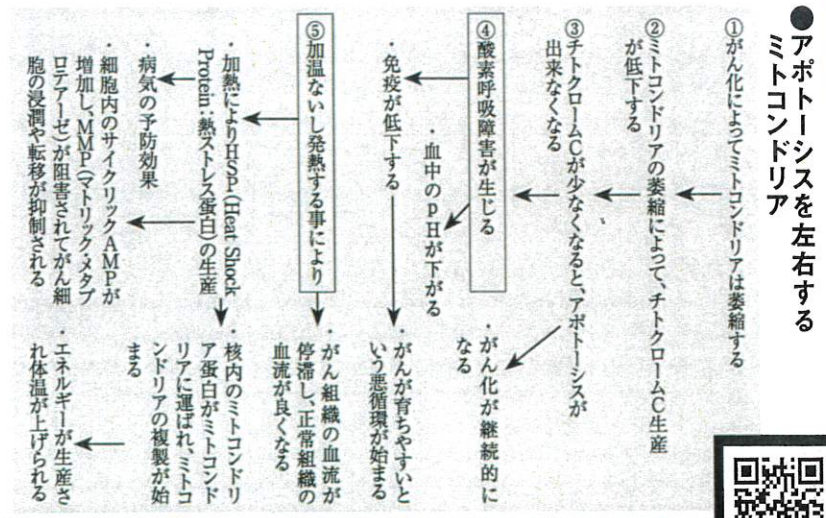 ●アポトーシスを左右する
ミトコンドリア
①がん化によってミトコンドリアは萎縮する
②ミトコンドリアの萎縮によって、チトクロームC生産
が低下する
③チトクロームCが少なくなると、アポトーシスが
出来なくなる
・がん化が継続的に
なる
④酸素呼吸障害が生じる
・血中のpHが下がる
・免疫が低下する
・がんが育ちやすいと
いう悪循環が始まる
⑤加温ないし発熱する事により
・がん組織の血流が
停滞し、正常組織の
血流が良くなる
・加熱によりHSP(Heat Shock
Protein:熱ストレス蛋白)の生産
・核内のミトコンドリ
ア蛋白がミトコンド
リアに運ばれ、ミトコ
ンドリアの複製が始
まる
・病気の予防効果
・細胞内のサイクリックAMPが
増加し、MMP(マトリック・メタプ
ロテアーゼ)が阻害されてがん細
胞の浸潤や転移が抑制される
・エネルギーが生産さ
れ体温が上げられる